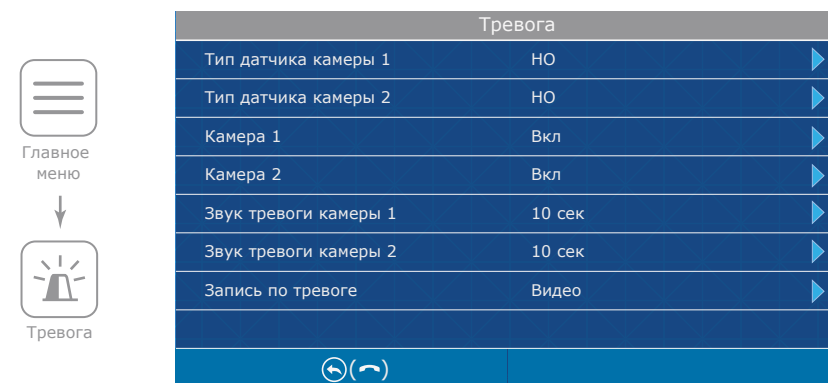 Главное
меню
Тревога
Тревога
Тип датчика камеры 1 НО
Тип датчика камеры 2 НО
Камера 1 Вкл
Камера 2 Вкл
Звук тревоги камеры 1 10 сек
Звук тревоги камеры 2 10 сек
Запись по тревоге Видео